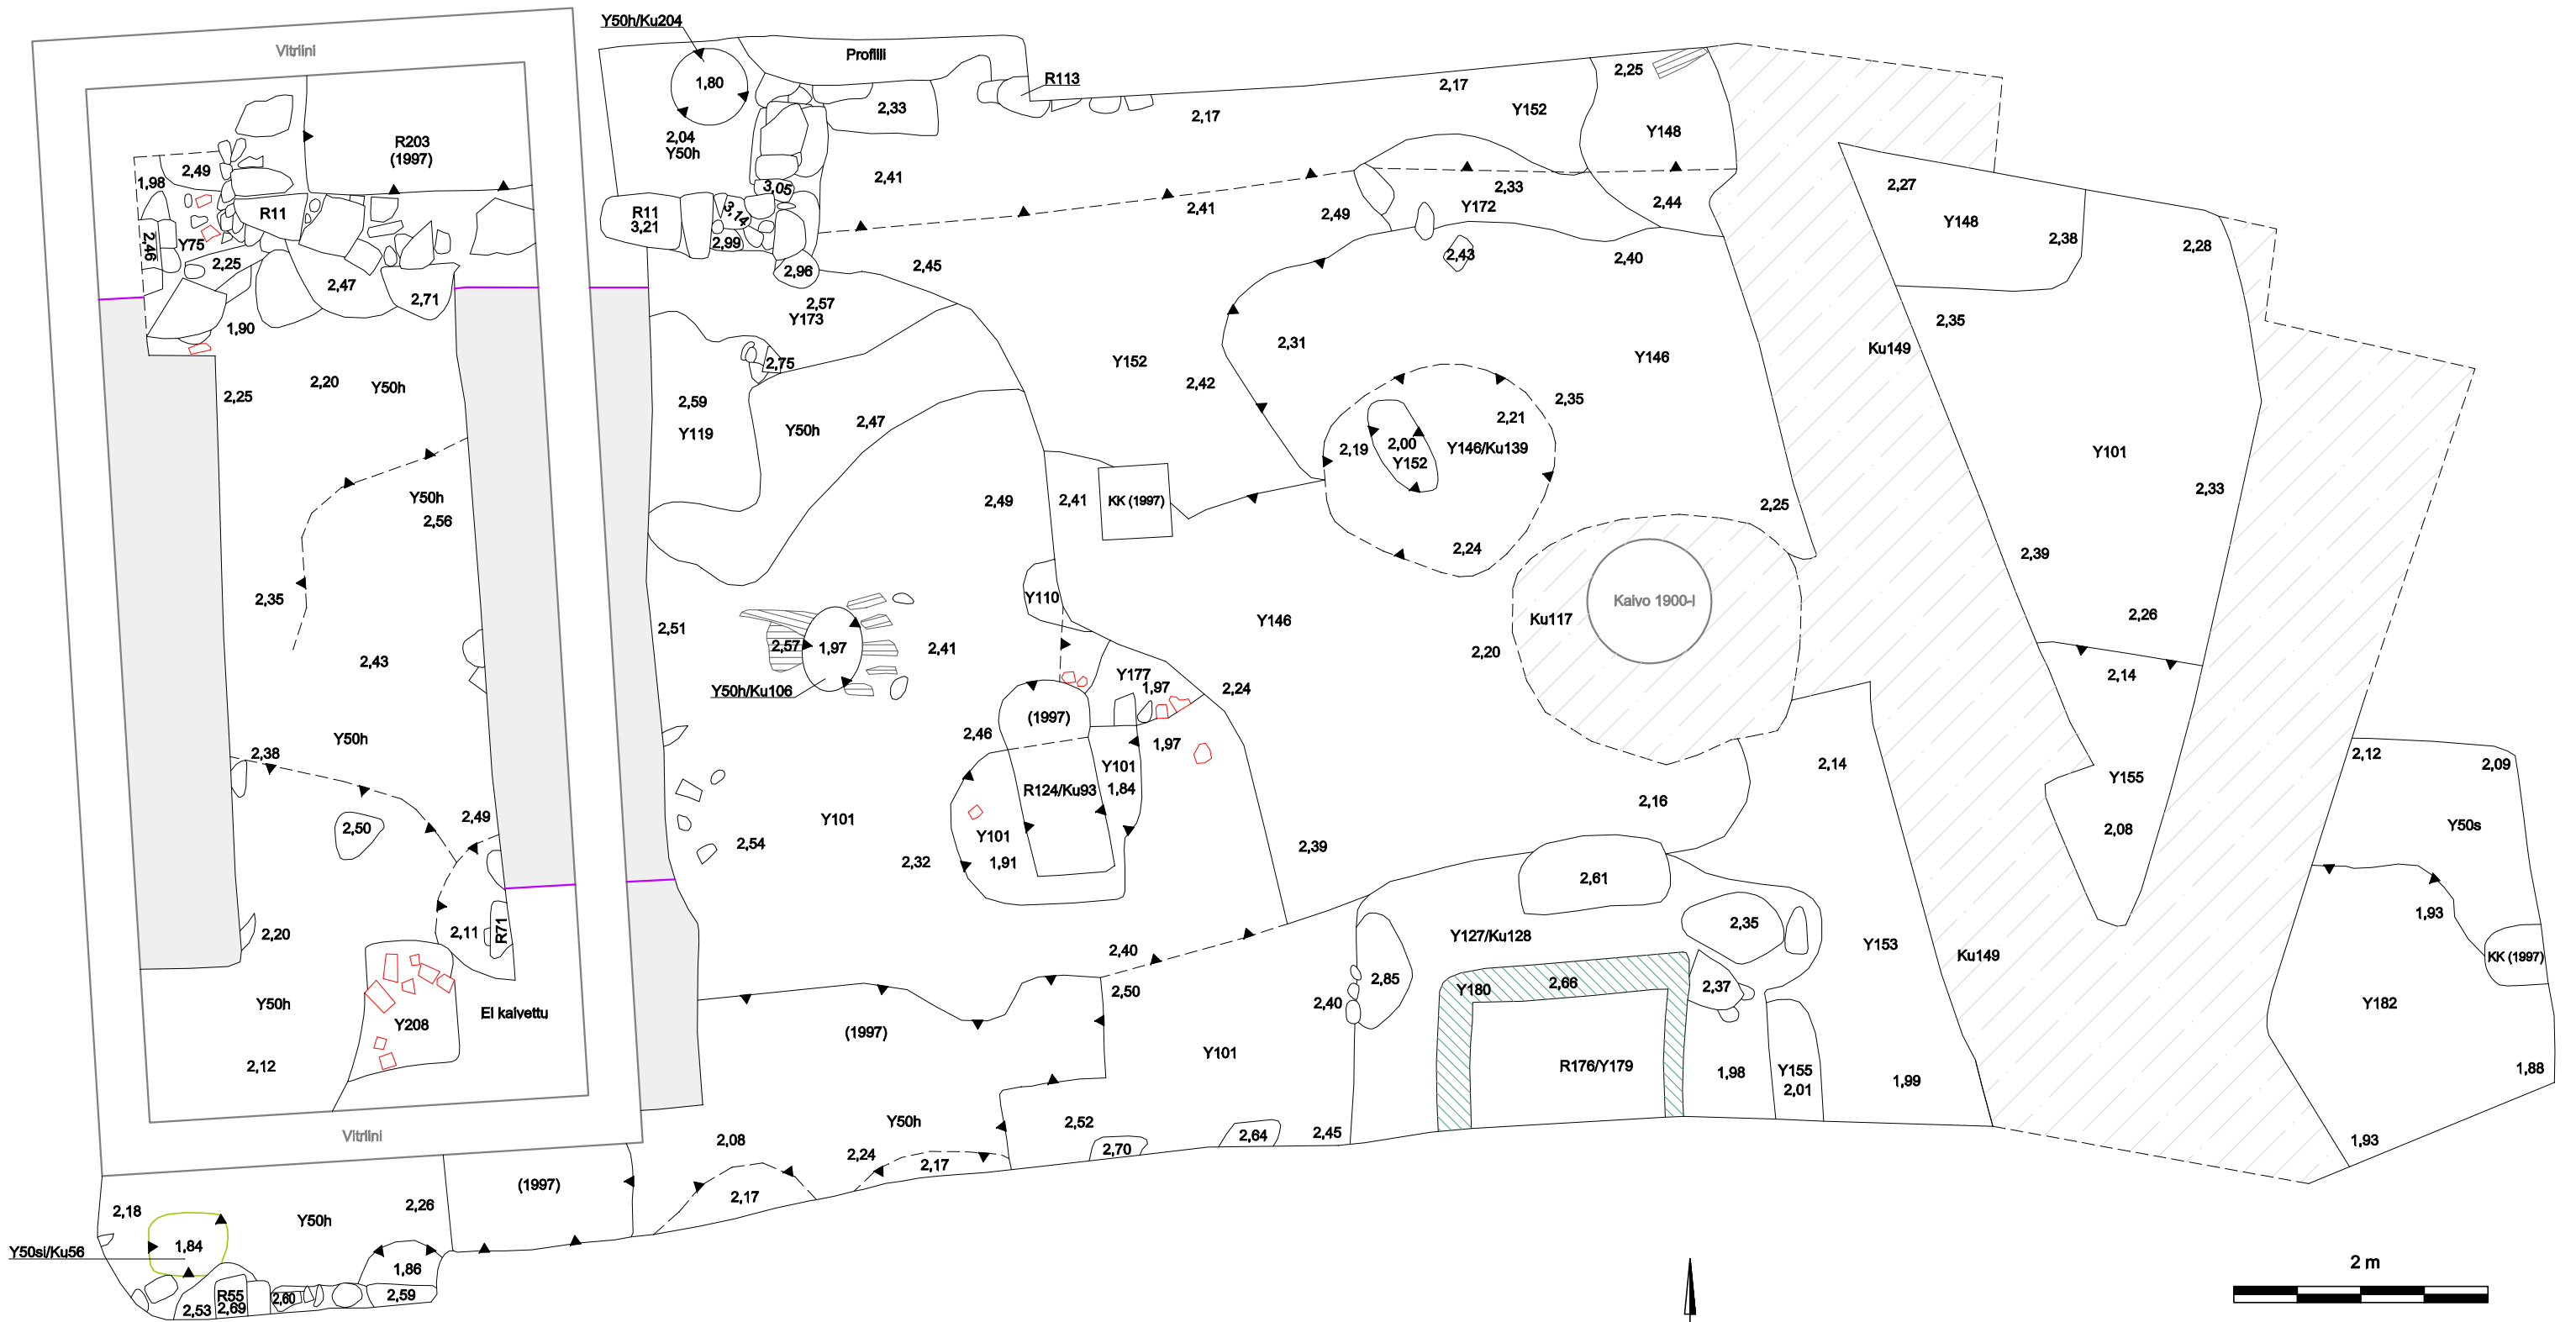 Y50h/Ku204
Vitriini
Profiili
1,80
R113
2,33
2,17
2,17
2,25
Y152
Y148
R203
(1997)
2,04
Y50h
2,49
1,98
2,41
3,05
R11
R11
3,21
3,14
2,99
2,96
2,46
Y75
2,25
2,47
2,71
1,90
2,41
2,49
2,33
Y172
2,44
2,27
Y148
2,38
2,28
2,45
2,43
2,40
2,57
Y173
2,35
Ku149
2,31
Y146
Y152
2,42
2,75
2,20
Y50h
2,25
2,59
Y119
Y50h
2,47
2,35
2,21
2,19
2,00
Y152
Y146/Ku139
Y101
2,33
Y50h
2,56
2,49
2,41
KK (1997)
2,25
2,24
2,39
2,35
Y110
Kaivo 1900-l
Ku117
2,26
2,51
2,57
1,97
2,41
Y146
2,20
2,43
Y50h/Ku106
Y177
1,97
2,24
2,14
(1997)
2,46
1,97
Y50h
2,38
2,14
2,12
2,09
Y101
1,84
R124/Ku93
Y155
2,08
2,16
2,49
2,50
2,54
Y101
Y101
1,91
2,32
2,39
Y50s
2,61
1,93
2,20
2,11
R71
2,40
Y127/Ku128
2,35
Y153
Ku149
KK (1997)
2,85
2,37
Y180
2,66
2,50
2,40
Y182
Y50h
Ei kaivettu
Y208
(1997)
Y101
R176/Y179
1,98
Y155
2,01
1,99
1,88
2,12
Y50h
2,52
2,08
2,24
2,17
2,70
2,64
2,45
1,93
Vitriini
(1997)
2,17
2,18
2,26
Y50h
Y50si/Ku56
1,84
1,86
2 m
R55
2,53
2,69
2,60
2,59